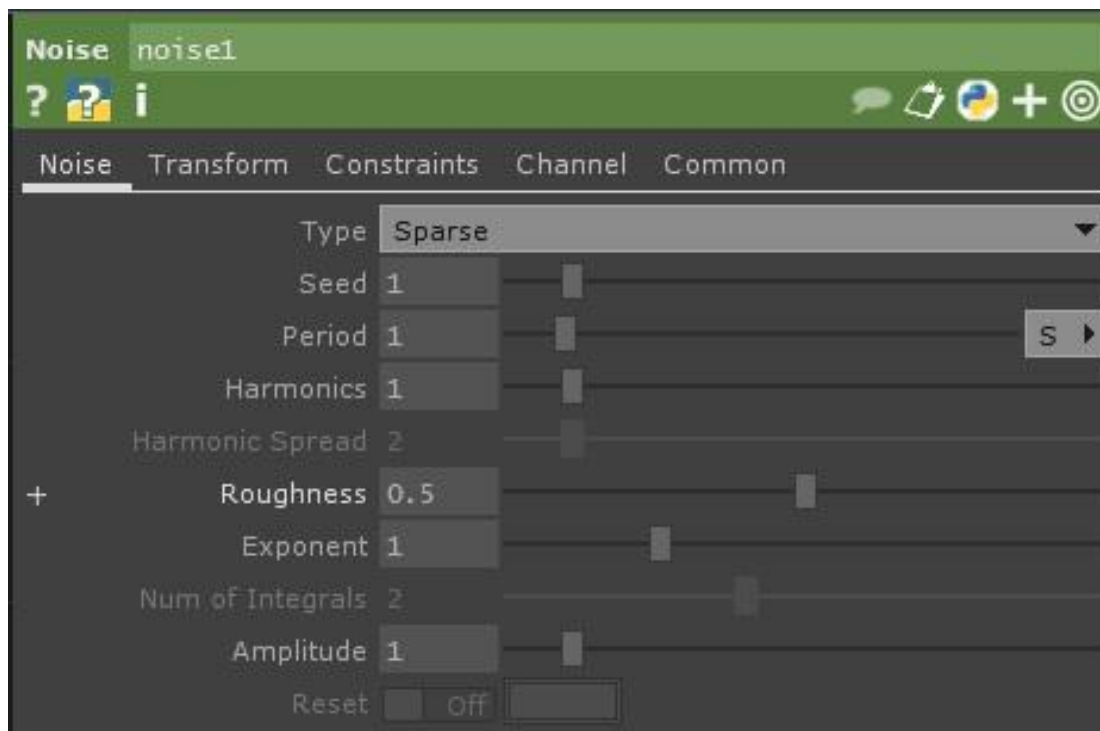 Noise noise1
? ? i
Noise Transform Constraints Channel Common
Type Sparse
Seed 1
Period 1 S
Harmonics 1
Harmonic Spread 2
+ Roughness 0.5
Exponent 1
Num of Integrals 2
Amplitude 1
Reset Off